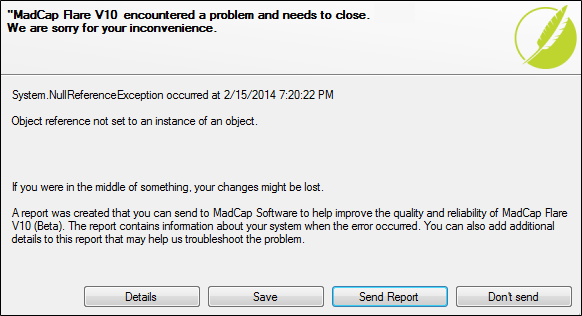 "MadCap Flare V10 encountered a problem and needs to close.
We are sorry for your inconvenience.
System.NullReferenceException occurred at 2/15/2014 7:20:22 PM
Object reference not set to an instance of an object.
If you were in the middle of something, your changes might be lost.
A report was created that you can send to MadCap Software to help improve the quality and reliability of MadCap Flare
V10 (Beta). The report contains information about your system when the error occurred. You can also add additional
details to this report that may help us troubleshoot the problem.
Details
Save
Send Report
Don't send